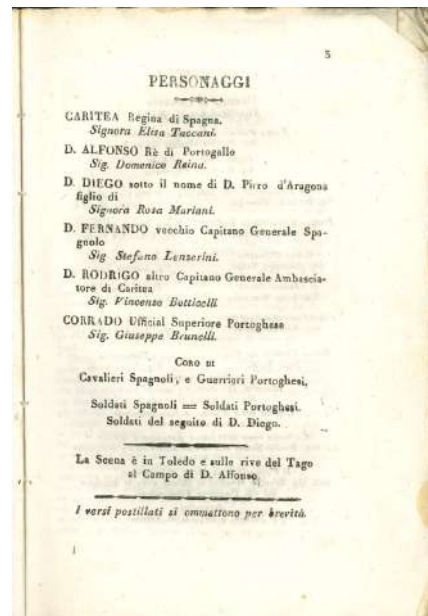 5
PERSONAGGI
CARITEA Regina di Spagna.
Signora Elisa Taccani.
D. ALFONSO Rè di Portogallo
Sig. Domenico Reina.
D. DIEGO sotto il nome di D. Pirro d'Aragona
figlio di
Signora Rosa Mariani.
D. FERNANDO vecchio Capitano Generale Spa-
gnolo
Sig Stefano Lenzerini.
D. RODRIGO altro Capitano Generale Ambascia-
tore di Caritea
Sig. Vincenzo Botticelli
CORRADO Ufficial Superiore Portoghese
Sig. Giuseppe Brunelli.
CORO DI
Cavalieri Spagnoli, e Guerrieri Portoghesi.
Soldati Spagnoli = Soldati Portoghesi.
Soldati del seguito di D. Diego.
La Scena è in Toledo e sulle rive del Tago
al Campo di D. Alfonso
I versi postillati si ommettono per brevità.